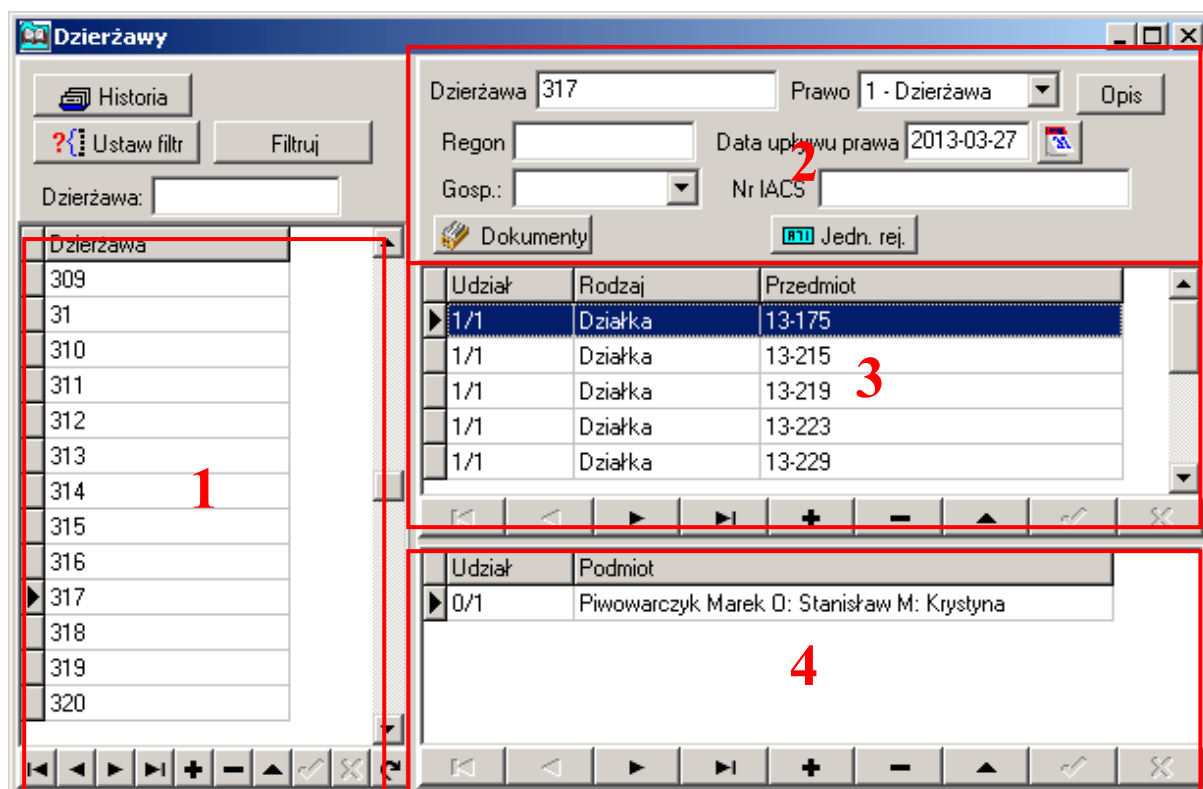 Dzierżawy
Historia
?{ Ustaw filtr Filtruj
Dzierżawa:
Dzierżawa
309
31
310
311
312
313
314
315
316
317
318
319
320
1
Dzierżawa 317 Prawo 1 - Dzierżawa Opis
Regon Data upływu prawa 2013-03-27
Gosp.: Nr IACS
Dokumenty Jedn. rej.
2
Udział Rodzaj Przedmiot
1/1 Działka 13-175
1/1 Działka 13-215
1/1 Działka 13-219
1/1 Działka 13-223
1/1 Działka 13-229
3
Udział Podmiot
0/1 Piwowarczyk Marek O: Stanisław M: Krystyna
4